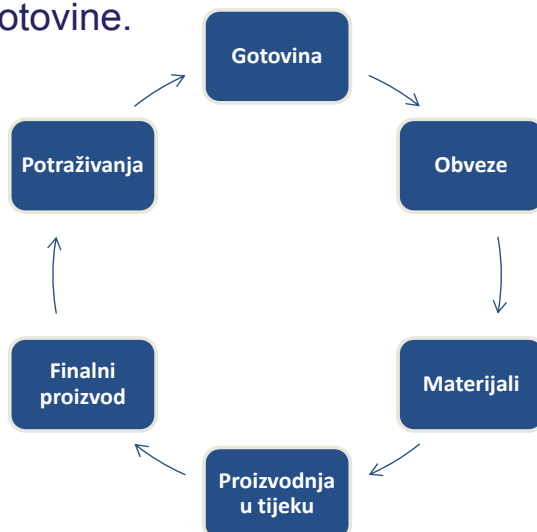 otovine.
Gotovina
Obveze
Materijali
Proizvodnja
u tijeku
Finalni
proizvod
Potraživanja